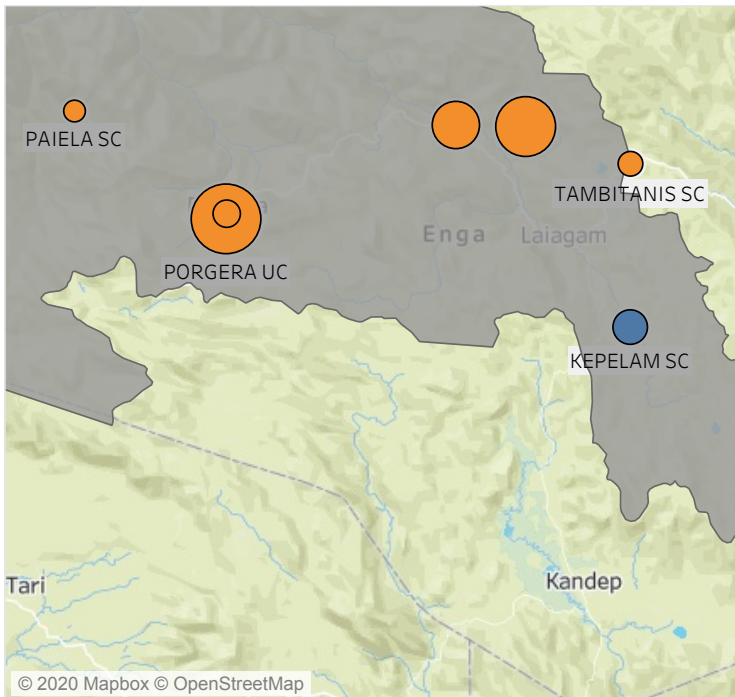 PAIELA SC
TAMBITANIS SC
Enga
Laiagam
PORGERA UC
KEPELAM SC
Tari
Kandep
© 2020 Mapbox © OpenStreetMap